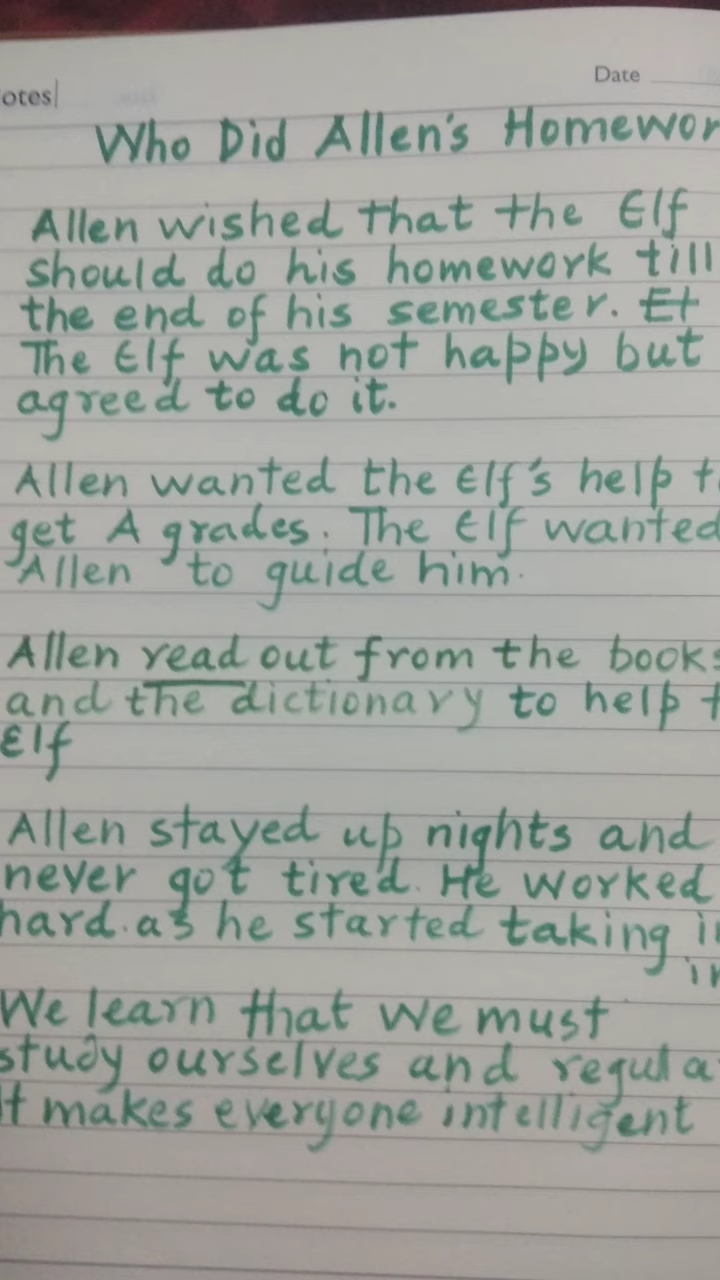 otes
Date
Who Did Allen's Homewor
Allen wished that the Elf
should do his homework till
the end of his semester. Et
The Elf was not happy but
agreed to do it.
Allen wanted the Elf's help t
get A grades. The Elf wanted
Allen to guide him.
Allen read out from the books
and the dictionary to help t
Elf
Allen stayed up nights and
never got tired. He worked
hard. as he started taking i
in
We learn that we must
study ourselves and regula
It makes everyone intelligent